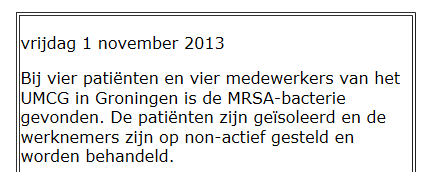 vrijdag 1 november 2013
Bij vier patiënten en vier medewerkers van het
UMCG in Groningen is de MRSA-bacterie
gevonden. De patiënten zijn geïsoleerd en de
werknemers zijn op non-actief gesteld en
worden behandeld.